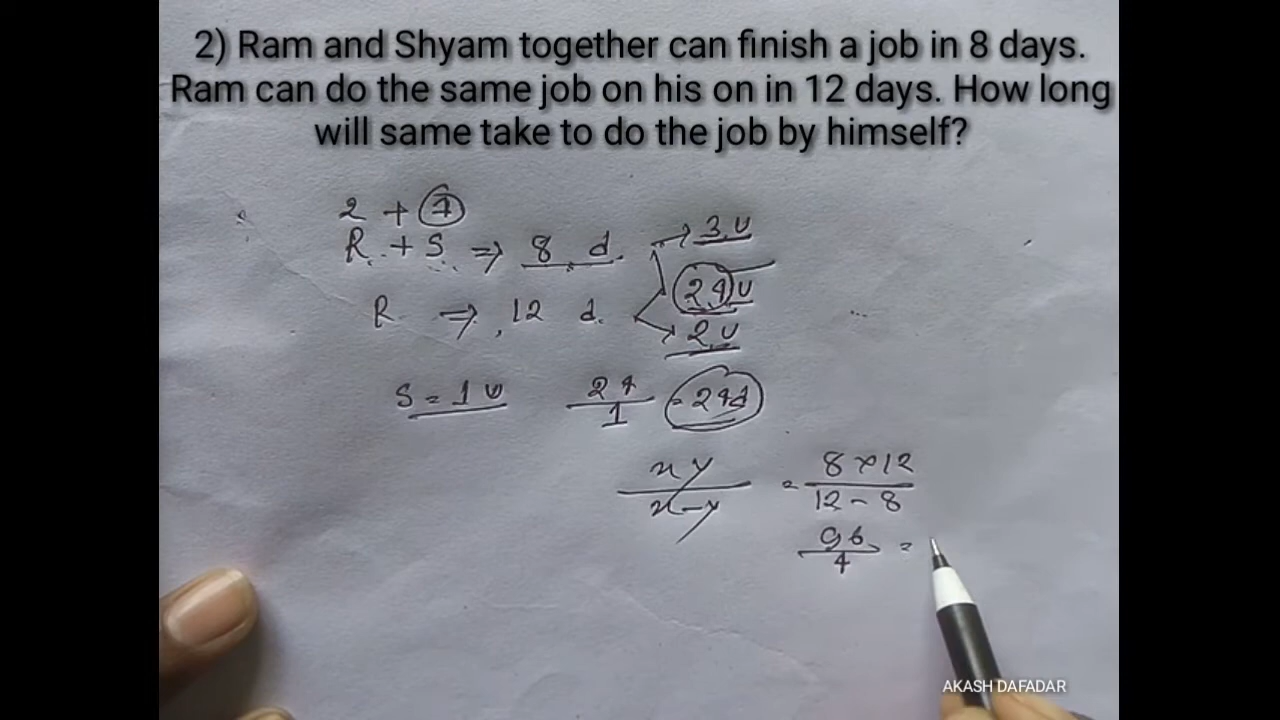 2) Ram and Shyam together can finish a job in 8 days.
Ram can do the same job on his on in 12 days. How long
will same take to do the job by himself?
2 + 1
R + S ⇒ 8 d. → 3 u
24 u
R ⇒ 12 d. → 2 u
S = 1 u 24/1 = 24d
xy/x-y = 8×12/12-8
96/4 =
AKASH DAFADAR